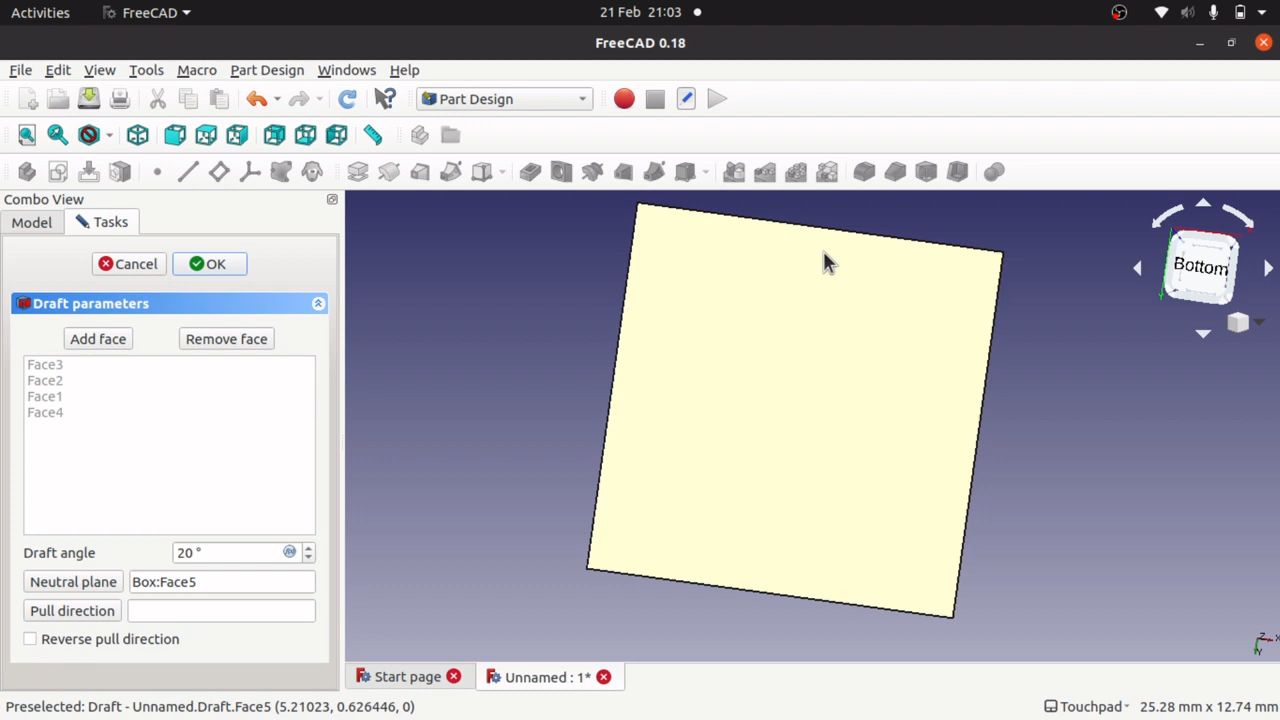 Activities
FreeCAD
21 Feb 21:03
FreeCAD 0.18
File Edit View Tools Macro Part Design Windows Help
Part Design
Combo View
Model Tasks
Cancel OK
Draft parameters
Add face Remove face
Face3
Face2
Face1
Face4
Draft angle 20 °
Neutral plane Box:Face5
Pull direction
Reverse pull direction
Bottom
Z X
Y
Start page Unnamed : 1*
Preselected: Draft - Unnamed.Draft.Face5 (5.21023, 0.626446, 0) Touchpad 25.28 mm x 12.74 mm